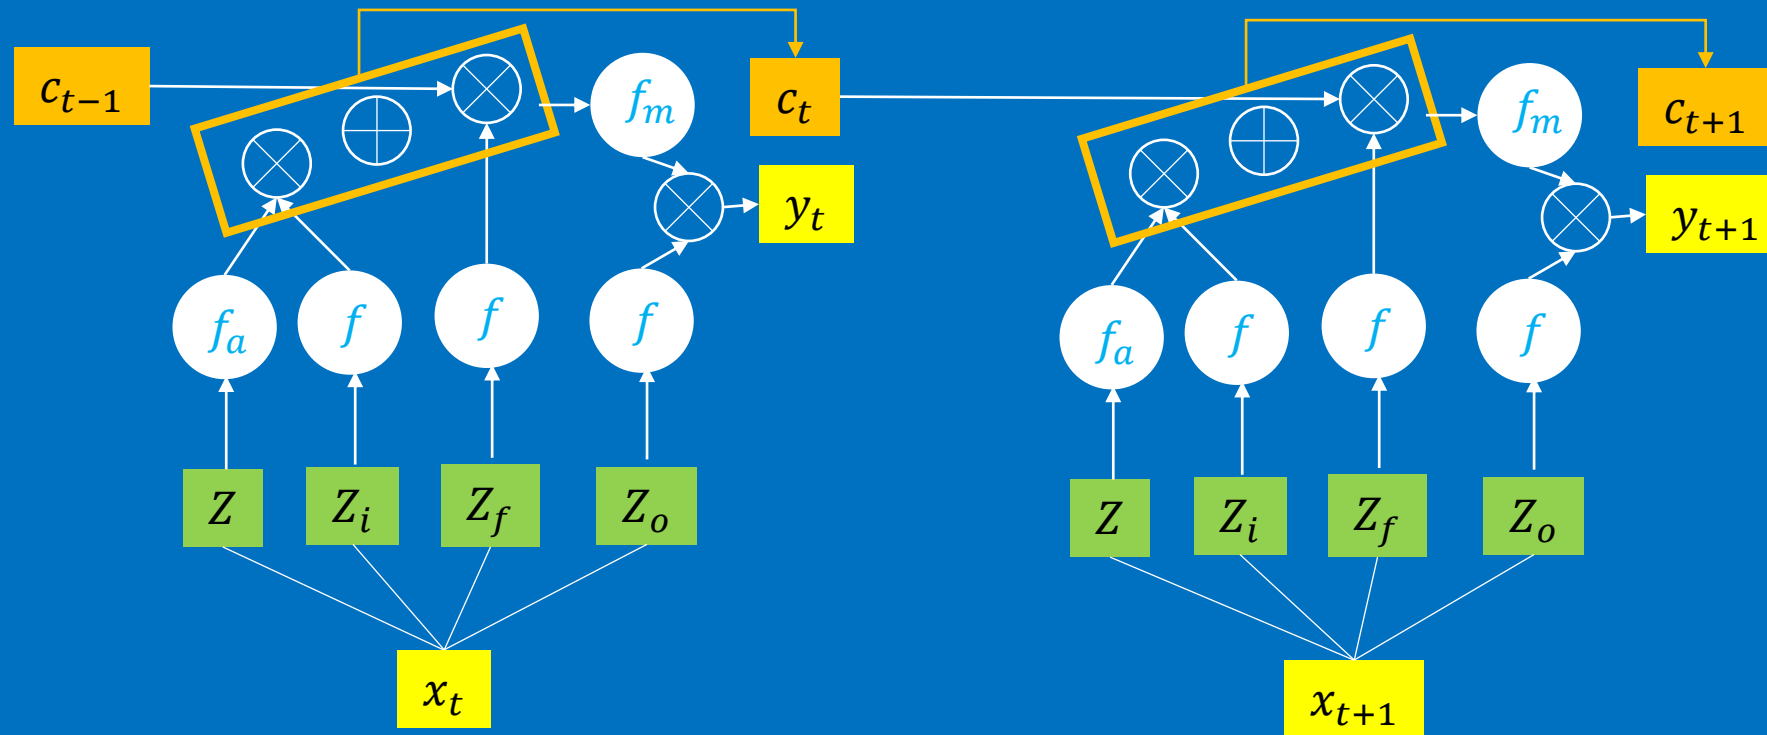 c_{t-1} f_m c_t f_m c_{t+1}
y_t y_{t+1}
f_a f f f f_a f f f
Z Z_i Z_f Z_o Z Z_i Z_f Z_o
x_t x_{t+1}